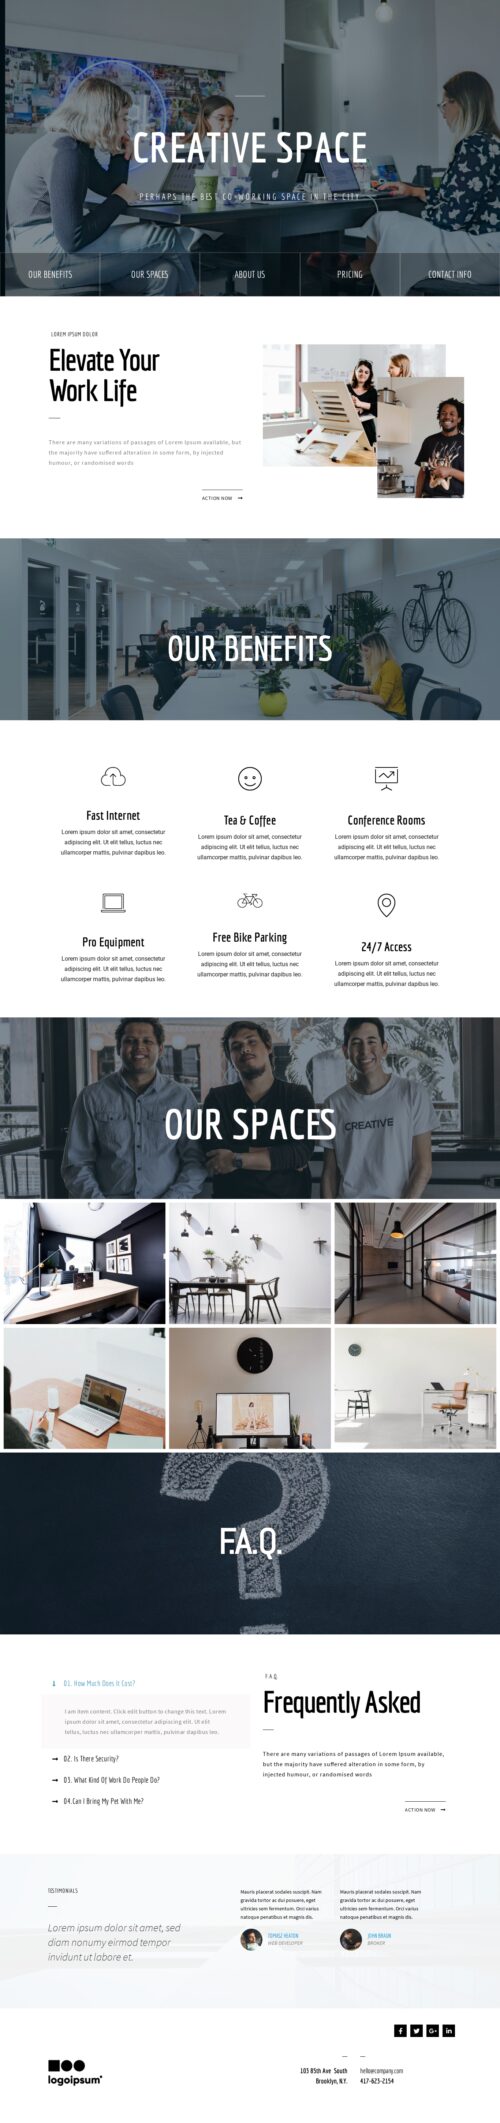 CREATIVE SPACE
PERHAPS THE BEST CO-WORKING SPACE IN THE CITY
OUR BENEFITS
OUR SPACES
ABOUT US
PRICING
CONTACT INFO
LOREM IPSUM DOLOR
Elevate Your
Work Life
There are many variations of passages of Lorem Ipsum available, but
the majority have suffered alteration in some form, by injected
humour, or randomised words
ACTION NOW
OUR BENEFITS
Fast Internet
Lorem ipsum dolor sit amet, consectetur
adipiscing elit. Ut elit tellus, luctus nec
ullamcorper mattis, pulvinar dapibus leo.
Tea & Coffee
Lorem ipsum dolor sit amet, consectetur
adipiscing elit. Ut elit tellus, luctus nec
ullamcorper mattis, pulvinar dapibus leo.
Conference Rooms
Lorem ipsum dolor sit amet, consectetur
adipiscing elit. Ut elit tellus, luctus nec
ullamcorper mattis, pulvinar dapibus leo.
Pro Equipment
Lorem ipsum dolor sit amet, consectetur
adipiscing elit. Ut elit tellus, luctus nec
ullamcorper mattis, pulvinar dapibus leo.
Free Bike Parking
Lorem ipsum dolor sit amet, consectetur
adipiscing elit. Ut elit tellus, luctus nec
ullamcorper mattis, pulvinar dapibus leo.
24/7 Access
Lorem ipsum dolor sit amet, consectetur
adipiscing elit. Ut elit tellus, luctus nec
ullamcorper mattis, pulvinar dapibus leo.
CREATIVE
OUR SPACES
F.A.Q.
01. How Much Does It Cost?
I am item content. Click edit button to change this text. Lorem
ipsum dolor sit amet, consectetur adipiscing elit. Ut elit
tellus, luctus nec ullamcorper mattis, pulvinar dapibus leo.
02. Is There Security?
03. What Kind Of Work Do People Do?
04.Can I Bring My Pet With Me?
F.A.Q.
Frequently Asked
There are many variations of passages of Lorem Ipsum available,
but the majority have suffered alteration in some form, by
injected humour, or randomised words
ACTION NOW
TESTIMONIALS
Lorem ipsum dolor sit amet, sed
diam nonumy eirmod tempor
invidunt ut labore et.
Mauris placerat sodales suscipit. Nam
gravida tortor ac dui posuere, eget
ultricies sem fermentum. Orci varius
natoque penatibus et magnis dis.
TOMASZ HEATON
WEB DEVELOPER
Mauris placerat sodales suscipit. Nam
gravida tortor ac dui posuere, eget
ultricies sem fermentum. Orci varius
natoque penatibus et magnis dis.
JOHN BRAUN
BROKER
logoipsum
103 85th Ave South
Brooklyn, N.Y.
hello@company.com
417-623-2154